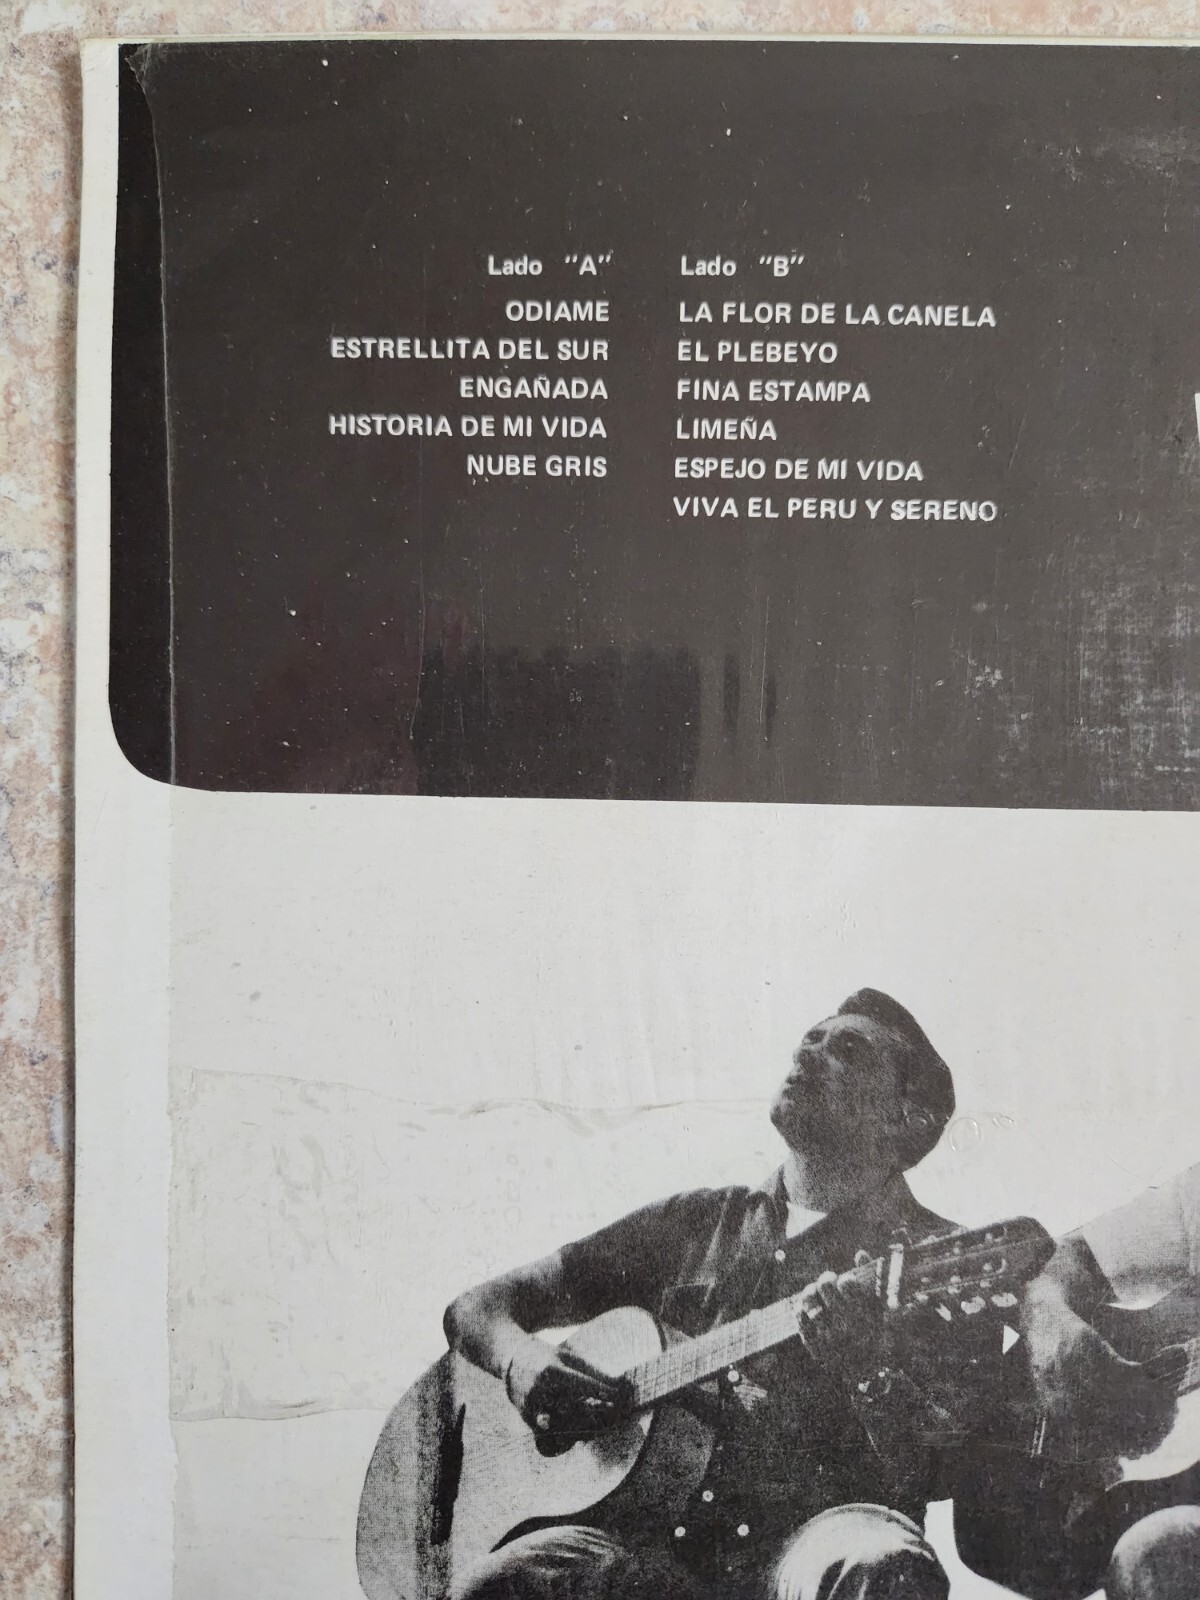 Lado "A"
ODIAME
ESTRELLITA DEL SUR
ENGAÑADA
HISTORIA DE MI VIDA
NUBE GRIS
Lado "B"
LA FLOR DE LA CANELA
EL PLEBEYO
FINA ESTAMPA
LIMEÑA
ESPEJO DE MI VIDA
VIVA EL PERU Y SERENO